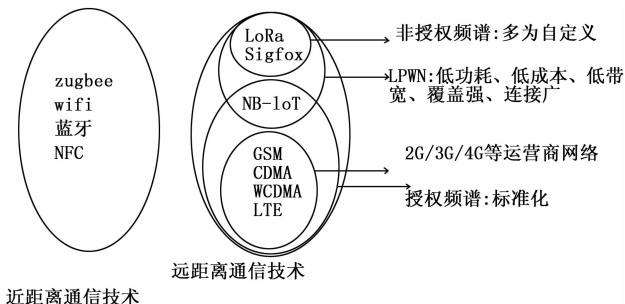 zugbee
wifi
蓝牙
NFC
近距离通信技术
LoRa
Sigfox
NB-loT
GSM
CDMA
WCDMA
LTE
远距离通信技术
非授权频谱:多为自定义
LPWN:低功耗、低成本、低带
宽、覆盖强、连接广
2G/3G/4G等运营商网络
授权频谱:标准化